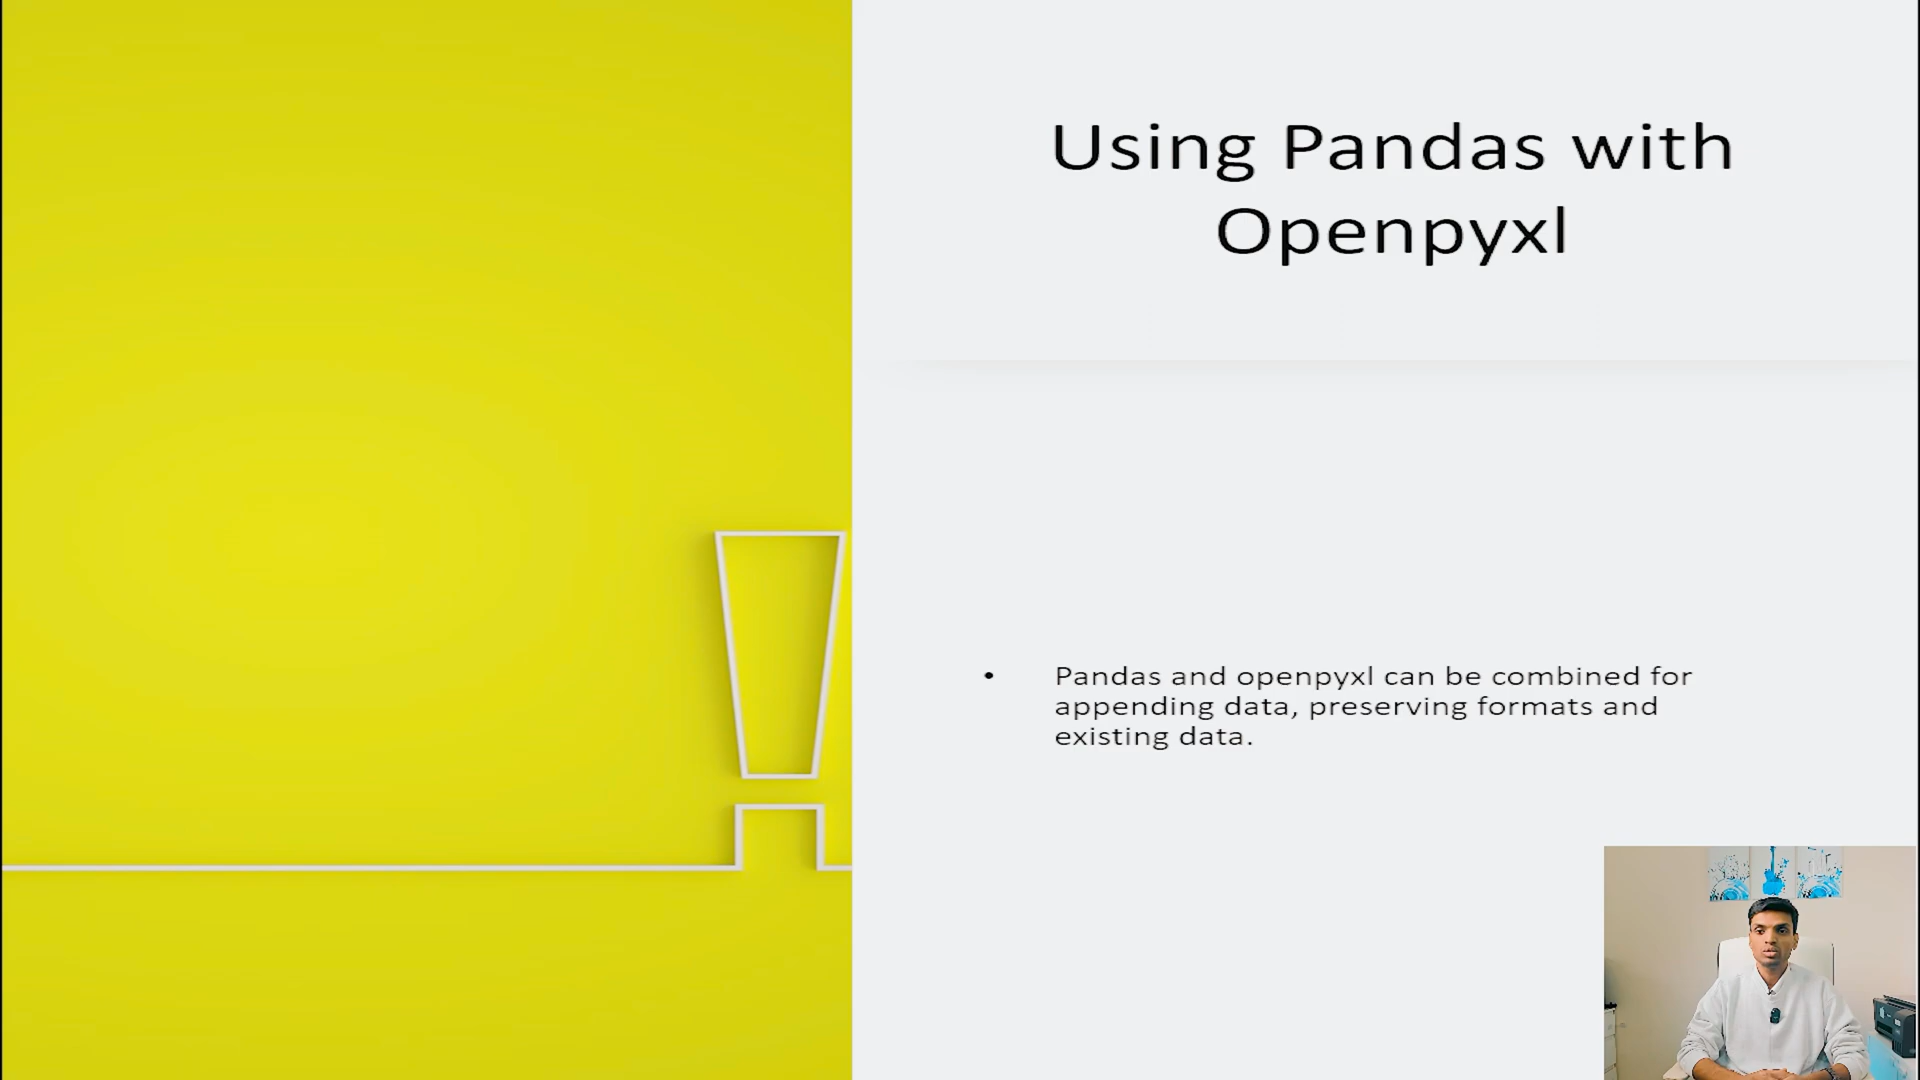 Using Pandas with
Openpyxl
• Pandas and openpyxl can be combined for
appending data, preserving formats and
existing data.